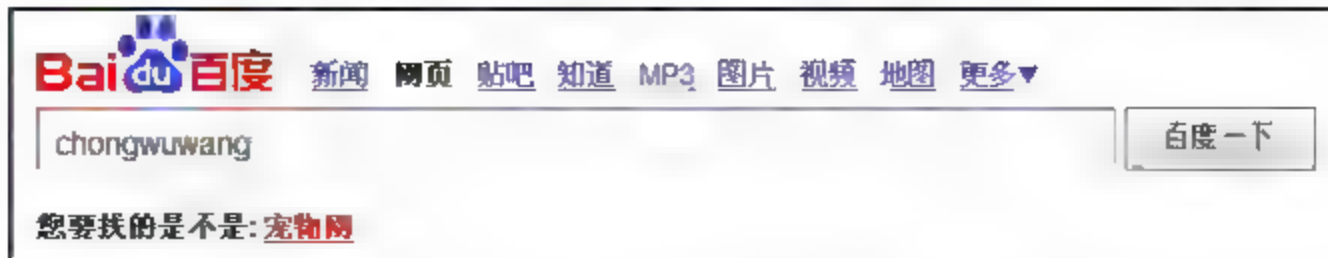 Bai du 百度 新闻 网页 贴吧 知道 MP3 图片 视频 地图 更多▼
chongwuwang 百度一下
您要找的是不是: 宠物网